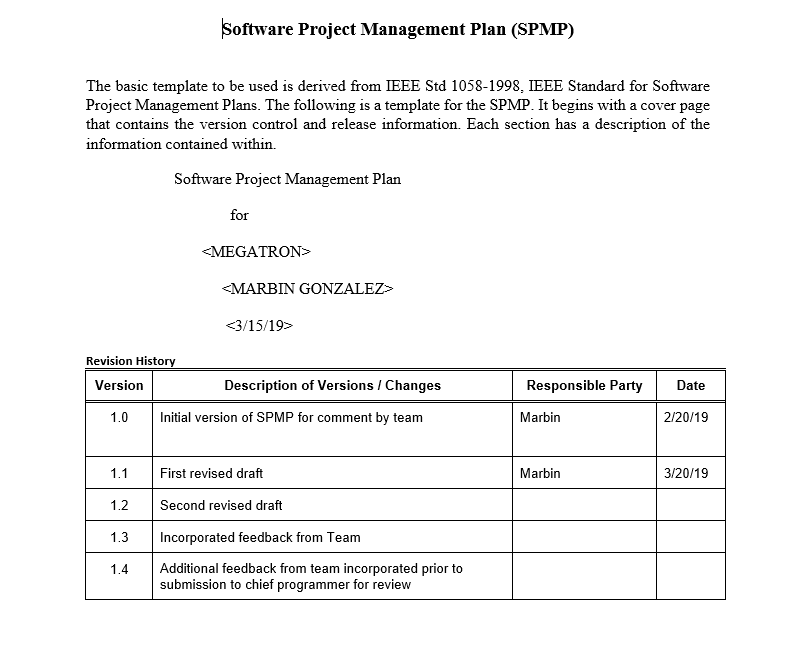 Software Project Management Plan (SPMP)
The basic template to be used is derived from IEEE Std 1058-1998, IEEE Standard for Software
Project Management Plans. The following is a template for the SPMP. It begins with a cover page
that contains the version control and release information. Each section has a description of the
information contained within.
Software Project Management Plan
for
<MEGATRON>
<MARBIN GONZALEZ>
<3/15/19>
Revision History
Version Description of Versions / Changes Responsible Party Date
1.0 Initial version of SPMP for comment by team Marbin 2/20/19
1.1 First revised draft Marbin 3/20/19
1.2 Second revised draft
1.3 Incorporated feedback from Team
1.4 Additional feedback from team incorporated prior to
submission to chief programmer for review